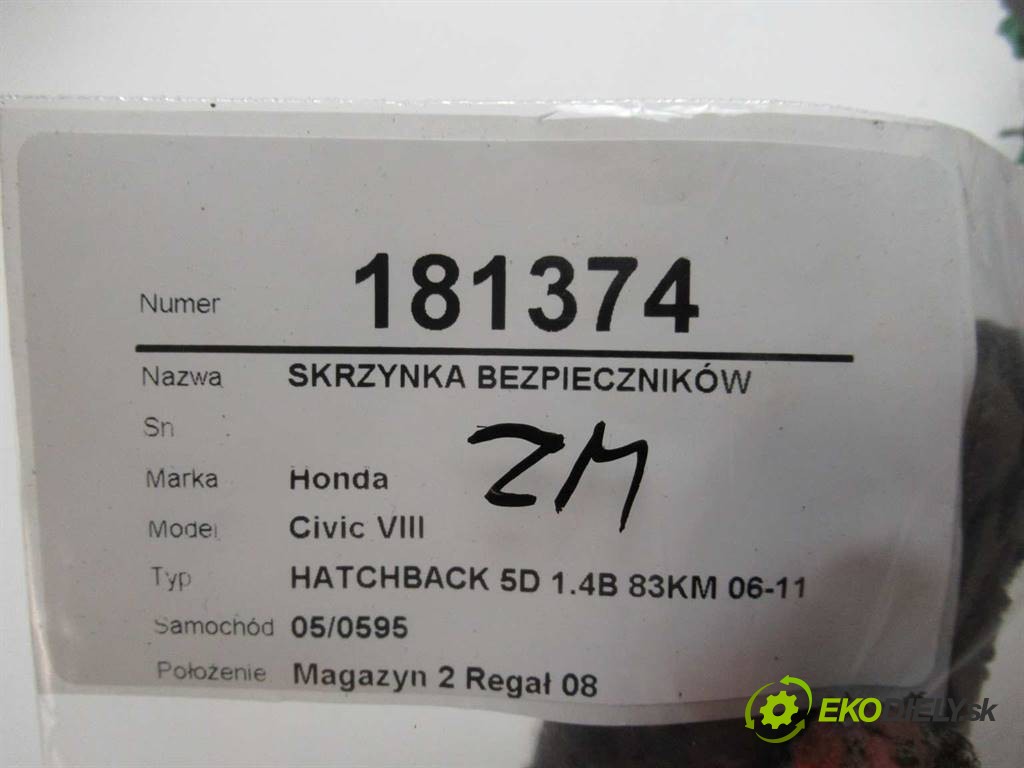 Numer 181374
Nazwa SKRZYNKA BEZPIECZNIKÓW
Sn
ZM
Marka Honda
Model Civic VIII
Typ HATCHBACK 5D 1.4B 83KM 06-11
Samochód 05/0595
Położenie Magazyn 2 Regał 08
EKODIELY.sk